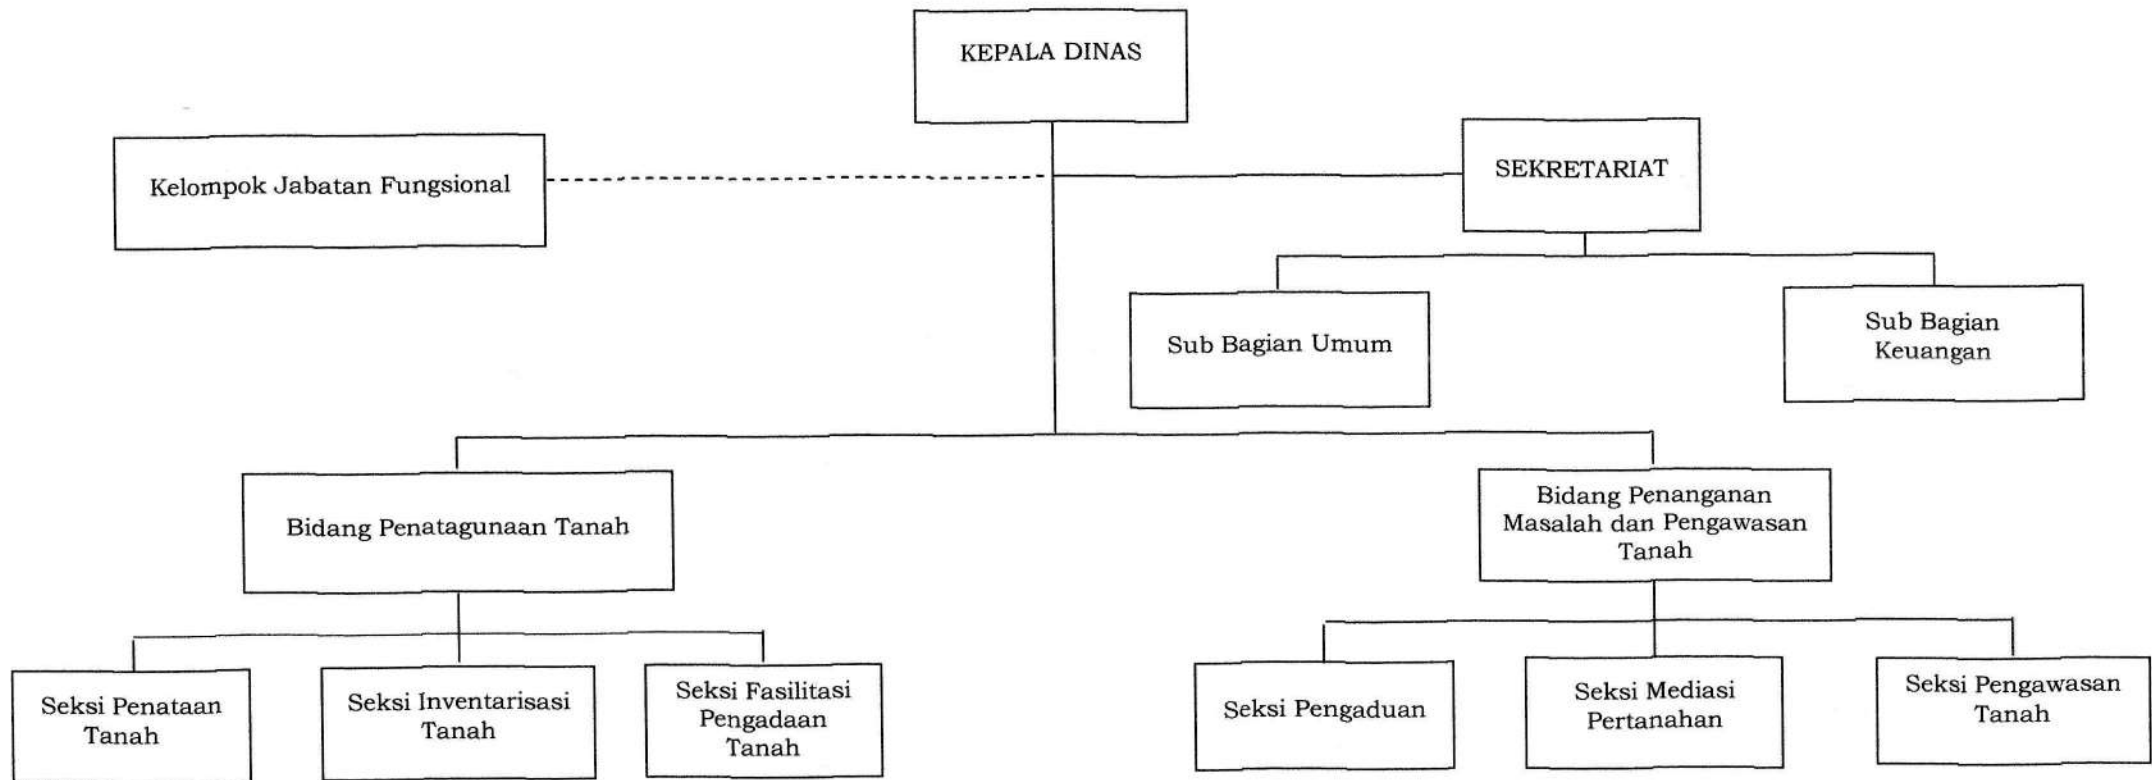 KEPALA DINAS
Kelompok Jabatan Fungsional
SEKRETARIAT
Sub Bagian Umum
Sub Bagian
Keuangan
Bidang Penatagunaan Tanah
Bidang Penanganan
Masalah dan Pengawasan
Tanah
Seksi Penataan
Tanah
Seksi Inventarisasi
Tanah
Seksi Fasilitasi
Pengadaan
Tanah
Seksi Pengaduan
Seksi Mediasi
Pertanahan
Seksi Pengawasan
Tanah